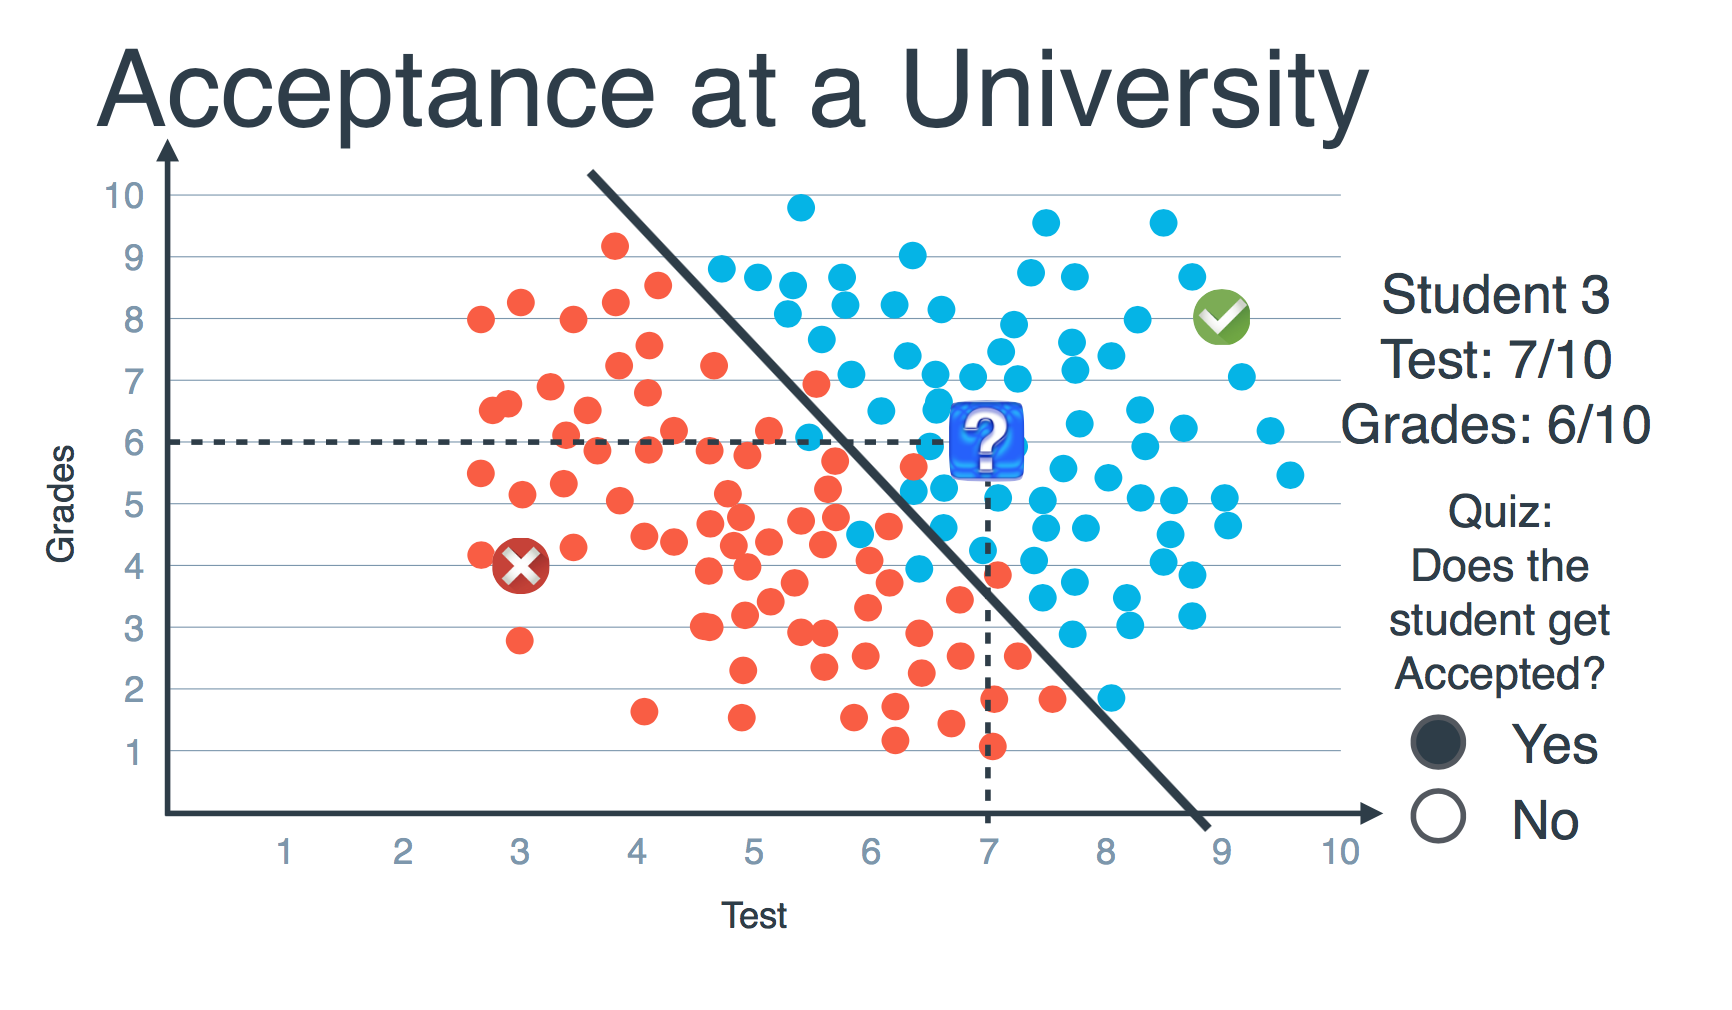 Acceptance at a University
10
9
8
7
6
5
4
3
2
1
Grades
1 2 3 4 5 6 7 8 9 10
Test
?
Student 3
Test: 7/10
Grades: 6/10
Quiz:
Does the
student get
Accepted?
Yes
No